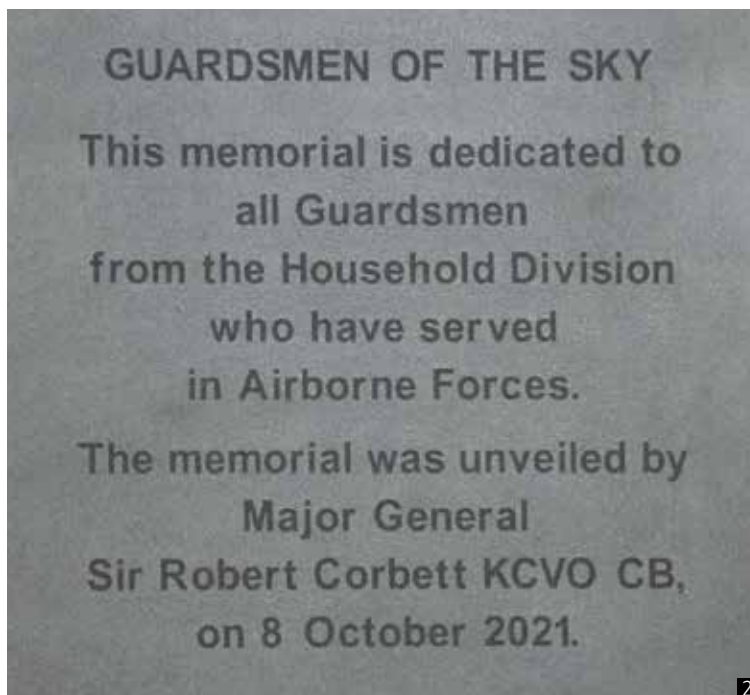 GUARDSMEN OF THE SKY
This memorial is dedicated to
all Guardsmen
from the Household Division
who have served
in Airborne Forces.
The memorial was unveiled by
Major General
Sir Robert Corbett KCVO CB,
on 8 October 2021.
2